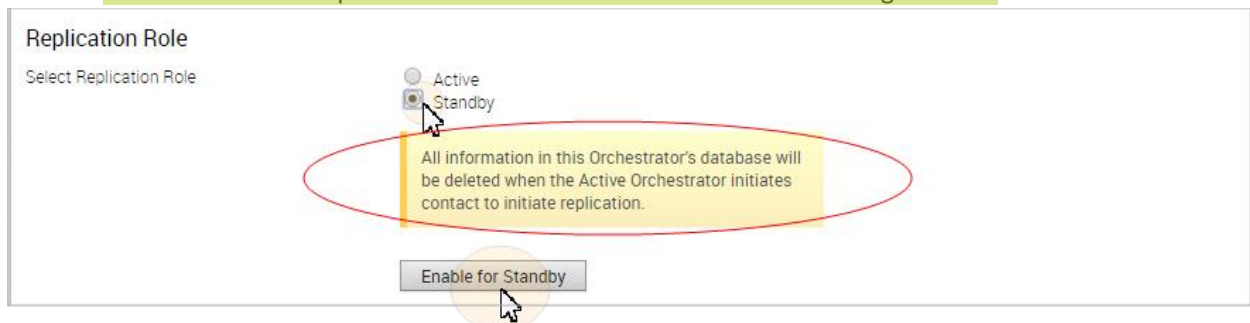 Replication Role
Select Replication Role
Active
Standby
All information in this Orchestrator's database will
be deleted when the Active Orchestrator initiates
contact to initiate replication.
Enable for Standby